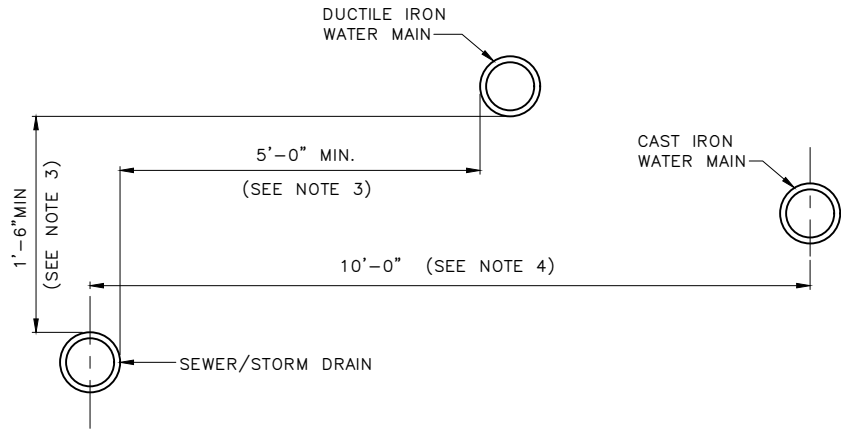 DUCTILE IRON
WATER MAIN
CAST IRON
WATER MAIN
5'-0" MIN.
(SEE NOTE 3)
1'-6"MIN
(SEE NOTE 3)
10'-0" (SEE NOTE 4)
SEWER/STORM DRAIN